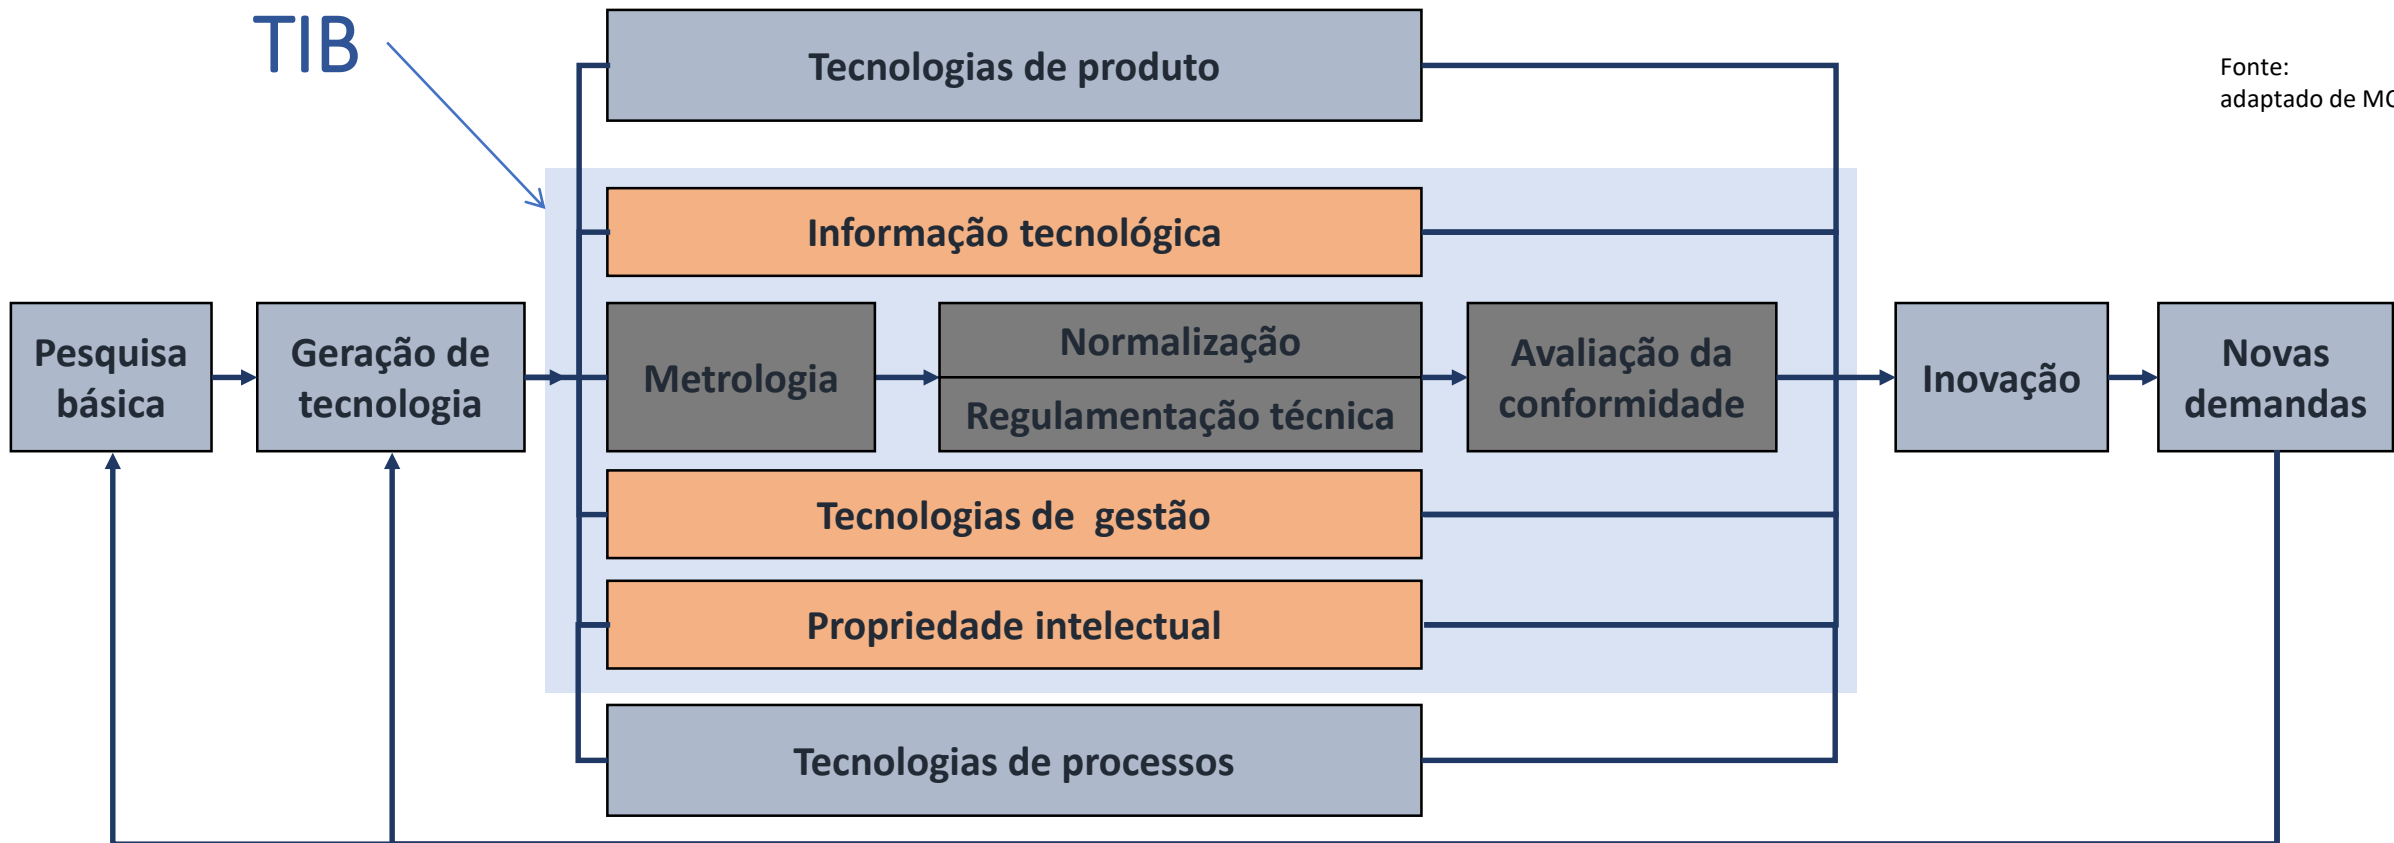 TIB
Tecnologias de produto
Fonte:
adaptado de
Informação tecnológica
Pesquisa
básica
Geração de
tecnologia
Metrologia
Normalização
Regulamentação técnica
Avaliação da
conformidade
Inovação
Novas
demandas
Tecnologias de gestão
Propriedade intelectual
Tecnologias de processos